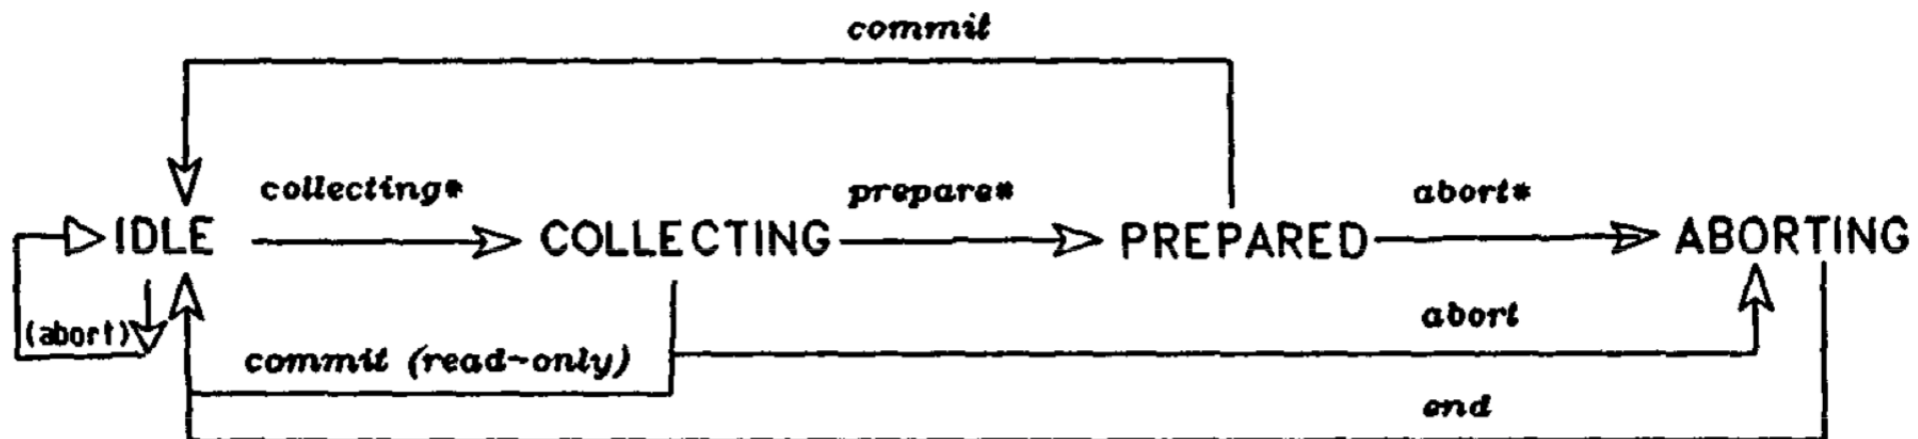 commit
collecting* prepare* abort*
IDLE COLLECTING PREPARED ABORTING
abort
(abort)
commit (read-only)
end